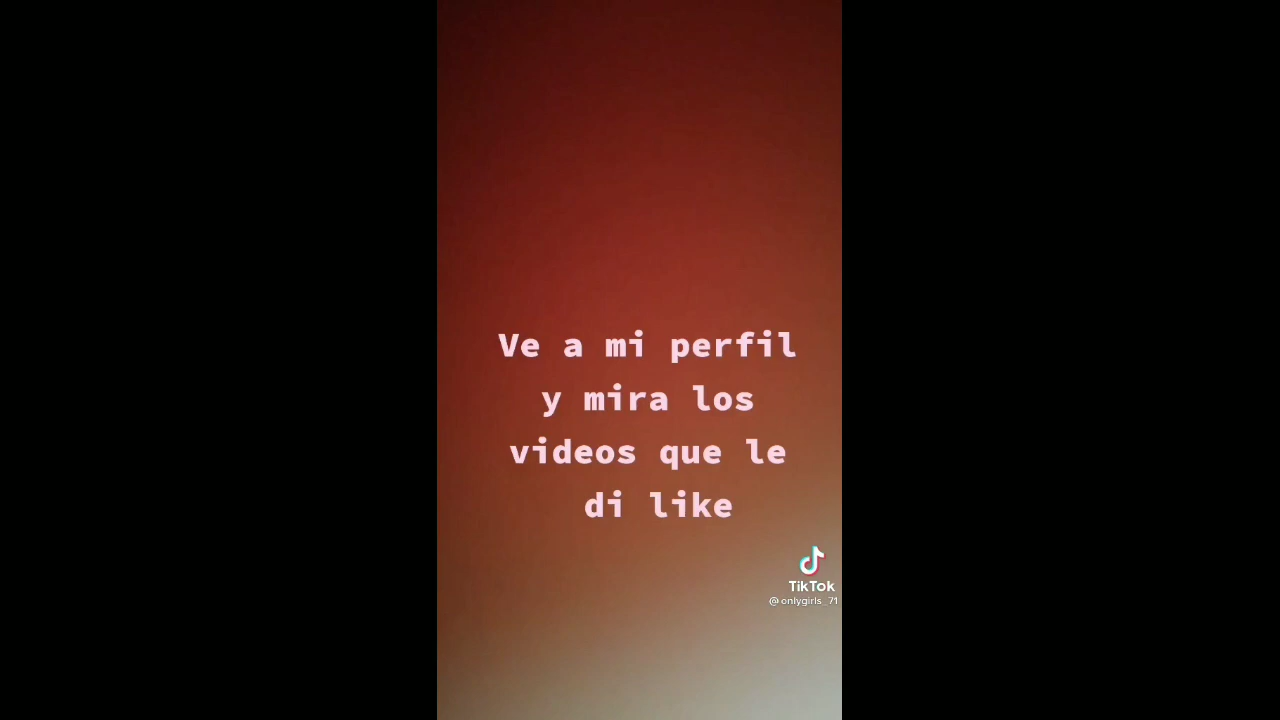 Ve a mi perfil
y mira los
videos que le
di like
TikTok
@onlygirls_71